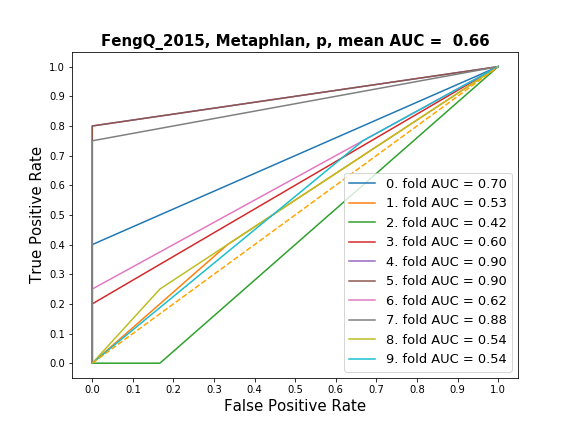 FengQ_2015, Metaphlan, p, mean AUC =  0.66
True Positive Rate
1.0
0.9
0.8
0.7
0.6
0.5
0.4
0.3
0.2
0.1
0.0
0. fold AUC = 0.70
1. fold AUC = 0.53
2. fold AUC = 0.42
3. fold AUC = 0.60
4. fold AUC = 0.90
5. fold AUC = 0.90
6. fold AUC = 0.62
7. fold AUC = 0.88
8. fold AUC = 0.54
9. fold AUC = 0.54
0.0 0.1 0.2 0.3 0.4 0.5 0.6 0.7 0.8 0.9 1.0
False Positive Rate